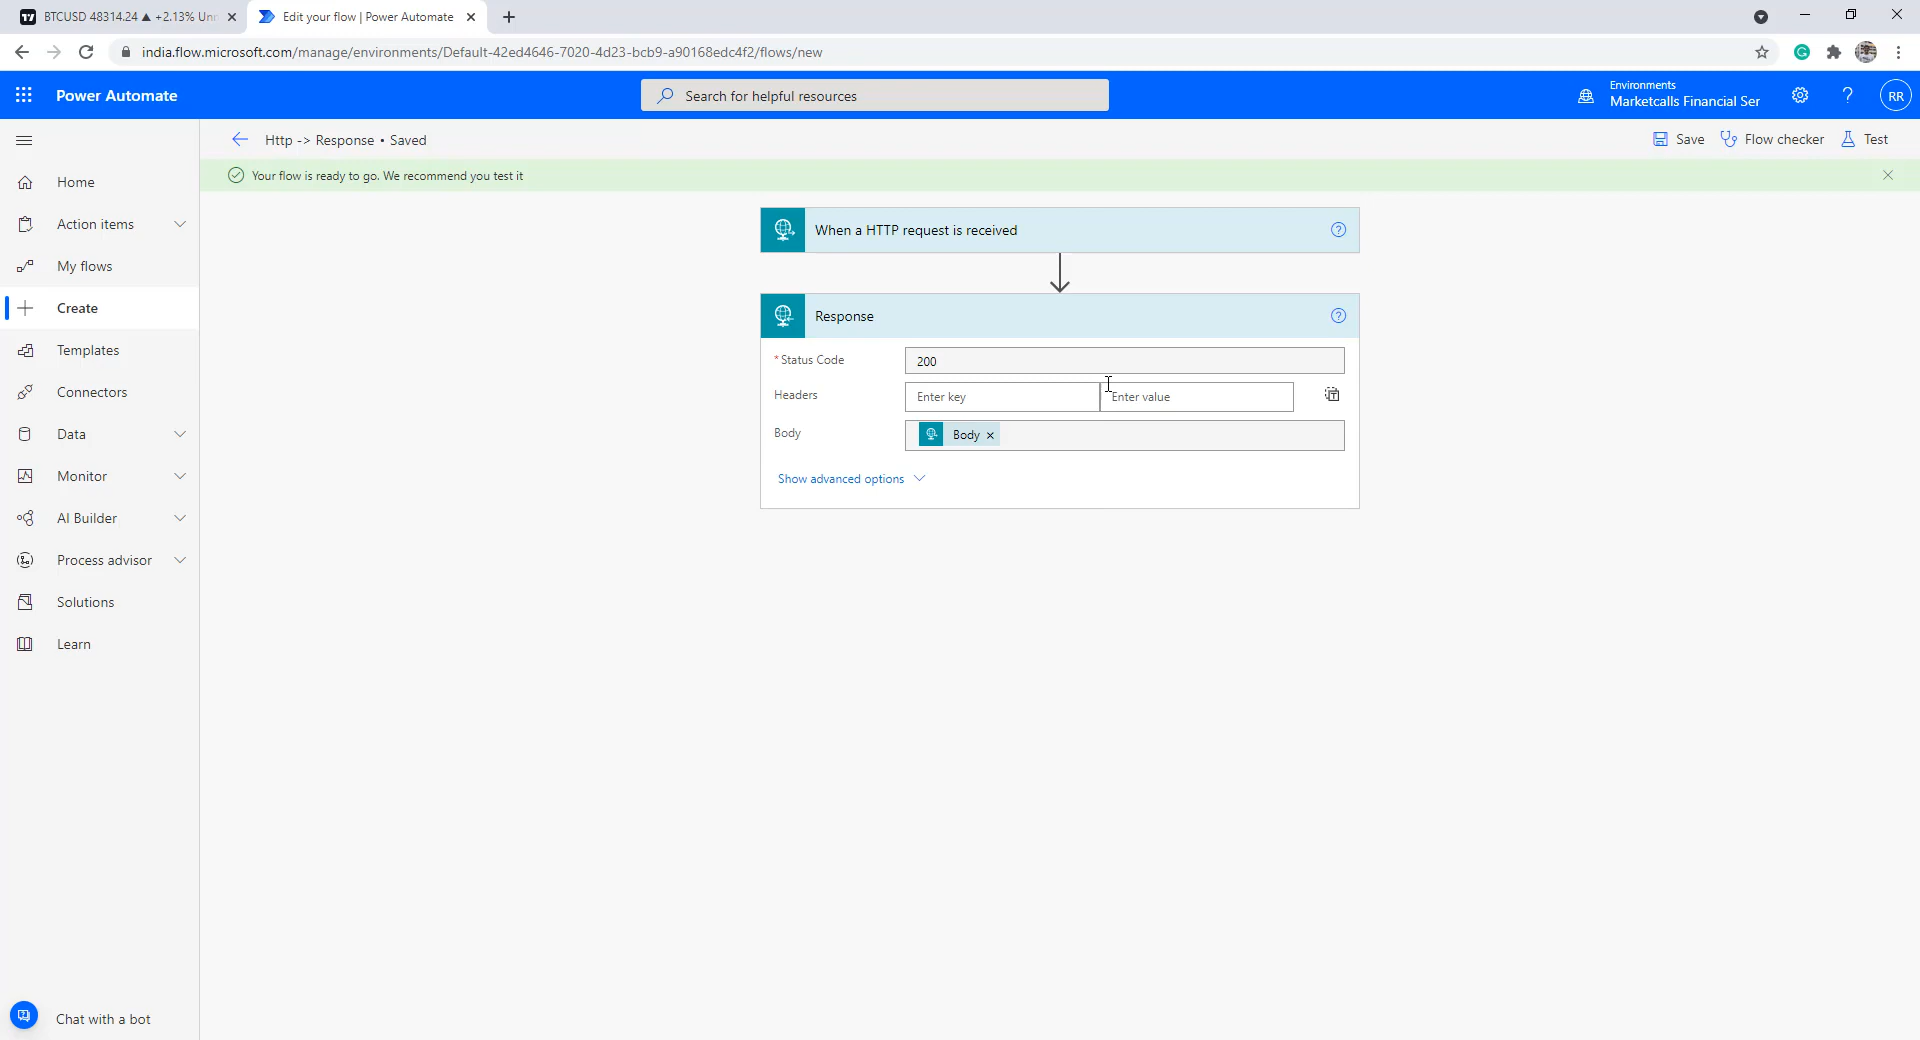 BTCUSD 48314.24 ▲ +2.13% Unn
Edit your flow | Power Automate
india.flow.microsoft.com/manage/environments/Default-42ed4646-7020-4d23-bcb9-a90168edc4f2/flows/new
Power Automate
Search for helpful resources
Environments
Marketcalls Financial Ser
RR
Http -> Response • Saved
Save
Flow checker
Test
Your flow is ready to go. We recommend you test it
Home
Action items
My flows
Create
Templates
Connectors
Data
Monitor
AI Builder
Process advisor
Solutions
Learn
Chat with a bot
When a HTTP request is received
Response
* Status Code
200
Headers
Enter key
Enter value
Body
Body
Show advanced options